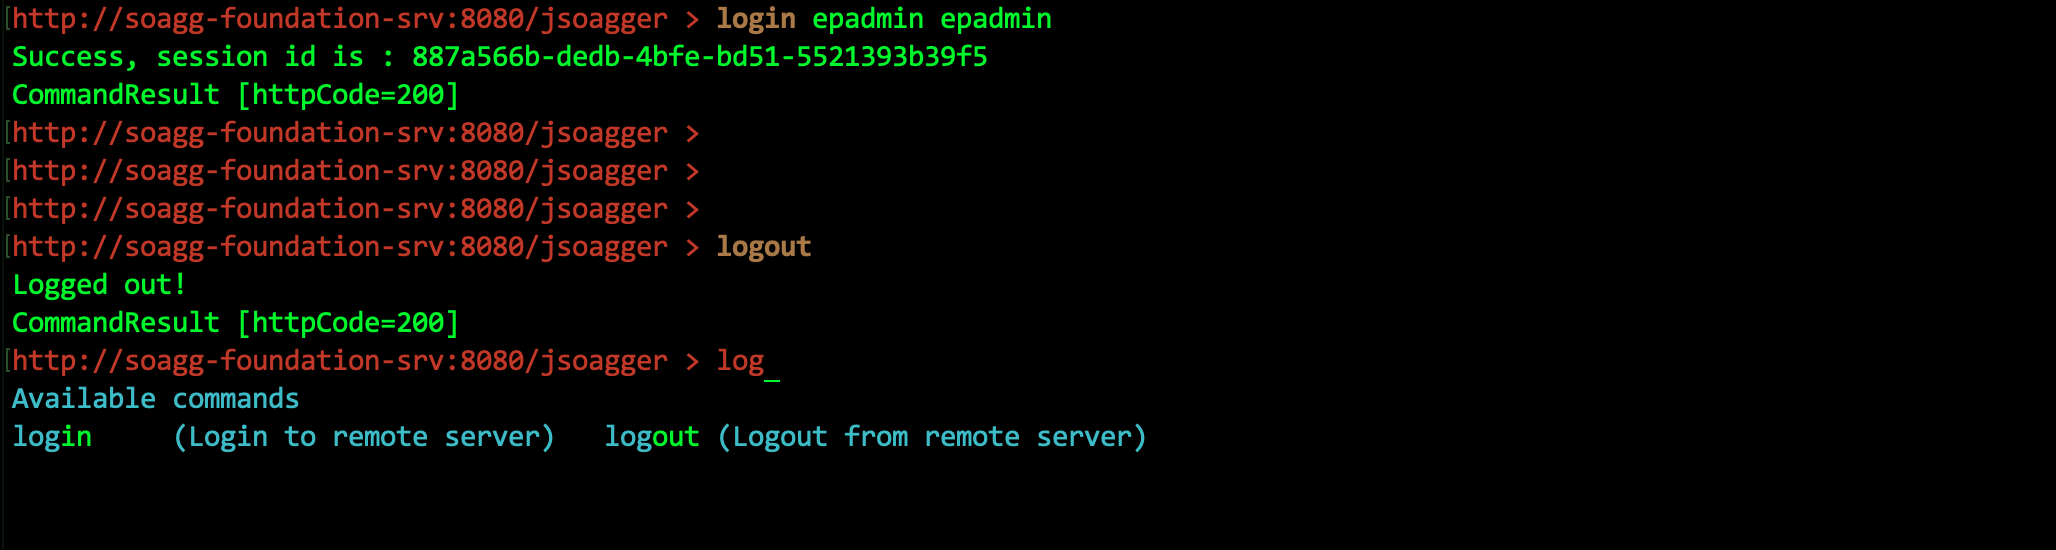 [http://soagg-foundation-srv:8080/jsoagger > login epadmin epadmin
Success, session id is : 887a566b-dedb-4bfe-bd51-5521393b39f5
CommandResult [httpCode=200]
[http://soagg-foundation-srv:8080/jsoagger >
[http://soagg-foundation-srv:8080/jsoagger >
[http://soagg-foundation-srv:8080/jsoagger >
[http://soagg-foundation-srv:8080/jsoagger > logout
Logged out!
CommandResult [httpCode=200]
[http://soagg-foundation-srv:8080/jsoagger > log_
Available commands
login     (Login to remote server)   logout (Logout from remote server)